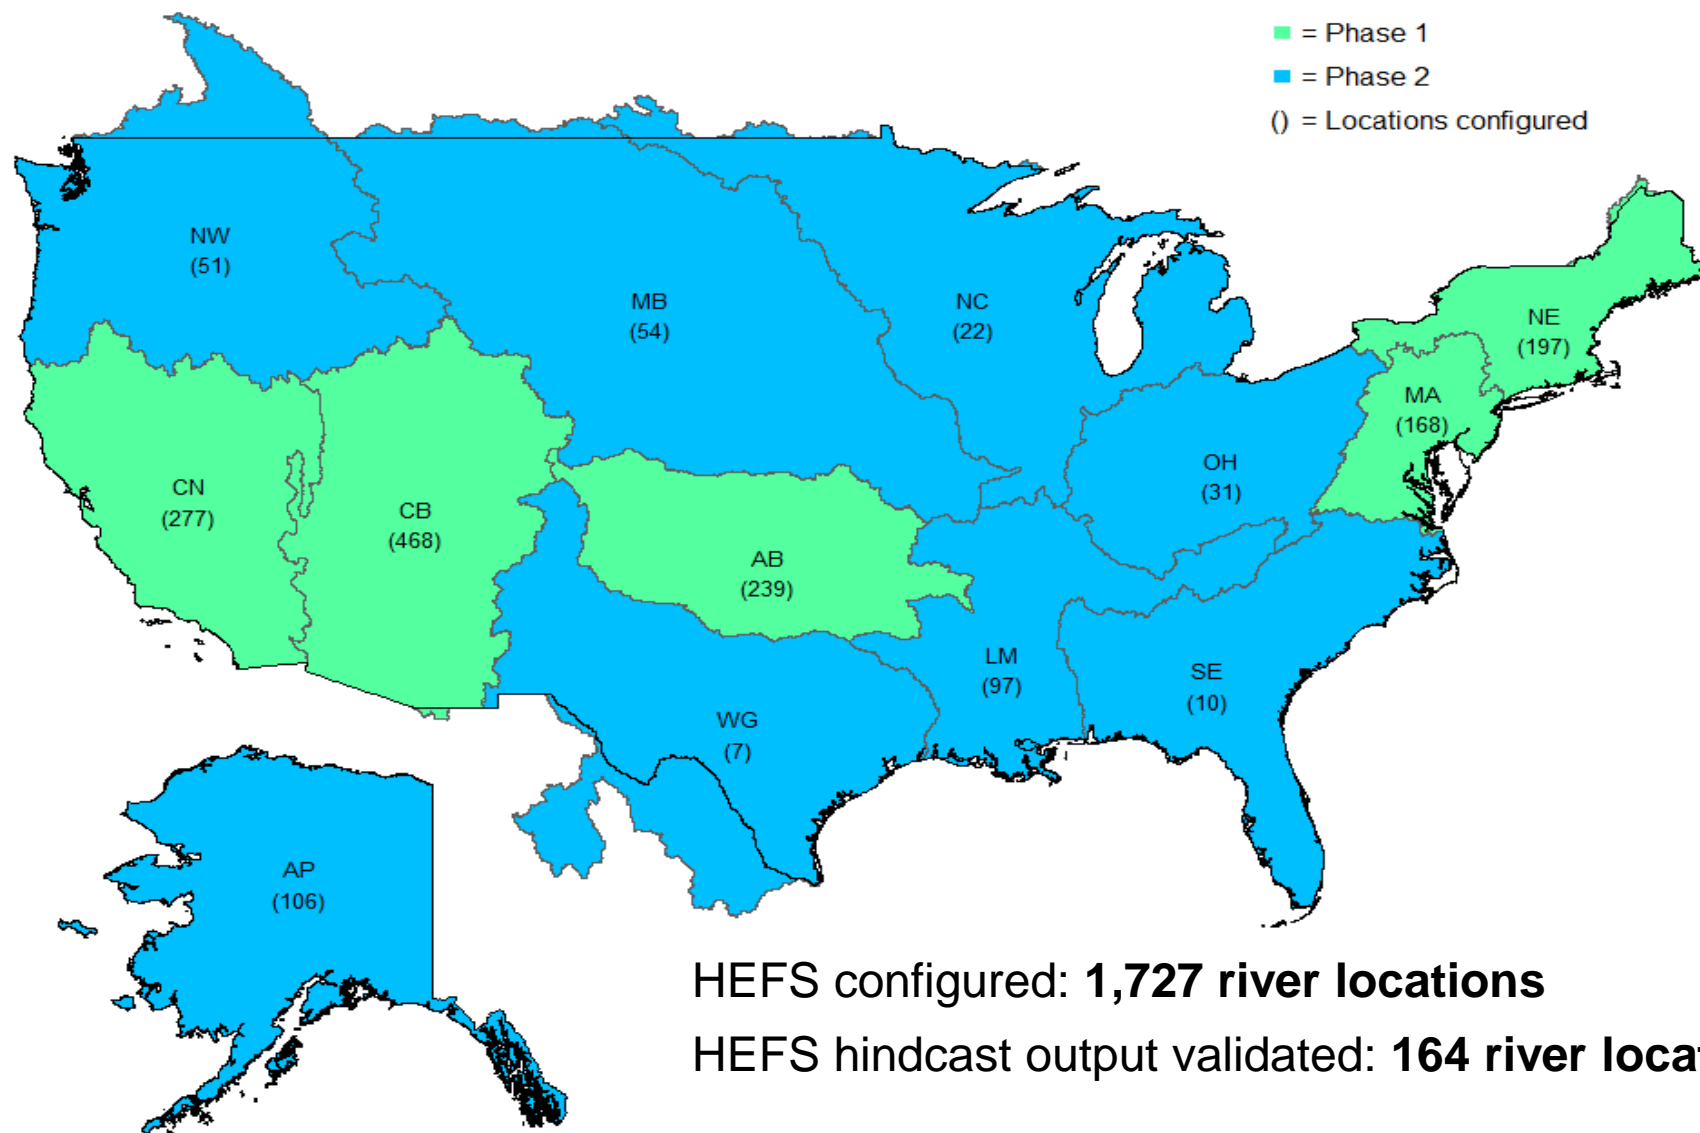 = Phase 1
= Phase 2
() = Locations configured
NW
(51)
MB
(54)
NC
(22)
NE
(197)
MA
(168)
OH
(31)
CN
(277)
CB
(468)
AB
(239)
LM
(97)
SE
(10)
WG
(7)
AP
(106)
HEFS configured: 1,727 river locations
HEFS hindcast output validated: 164 river